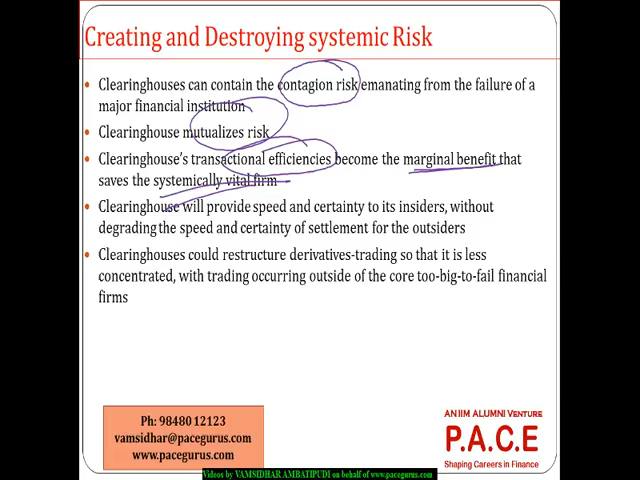 Creating and Destroying systemic Risk
Clearinghouses can contain the contagion risk emanating from the failure of a
major financial institution
Clearinghouse mutualizes risk
Clearinghouse's transactional efficiencies become the marginal benefit that
saves the systemically vital firm
Clearinghouse will provide speed and certainty to its insiders, without
degrading the speed and certainty of settlement for the outsiders
Clearinghouses could restructure derivatives-trading so that it is less
concentrated, with trading occurring outside of the core too-big-to-fail financial
firms
Ph: 98480 12123
vamsidhar@pacegurus.com
www.pacegurus.com
AN IIM ALUMNI VENTURE
P.A.C.E
Shaping Careers in Finance
Videos by VAMSIDHAR AMBATIPUDI on behalf of www.pacegurus.com